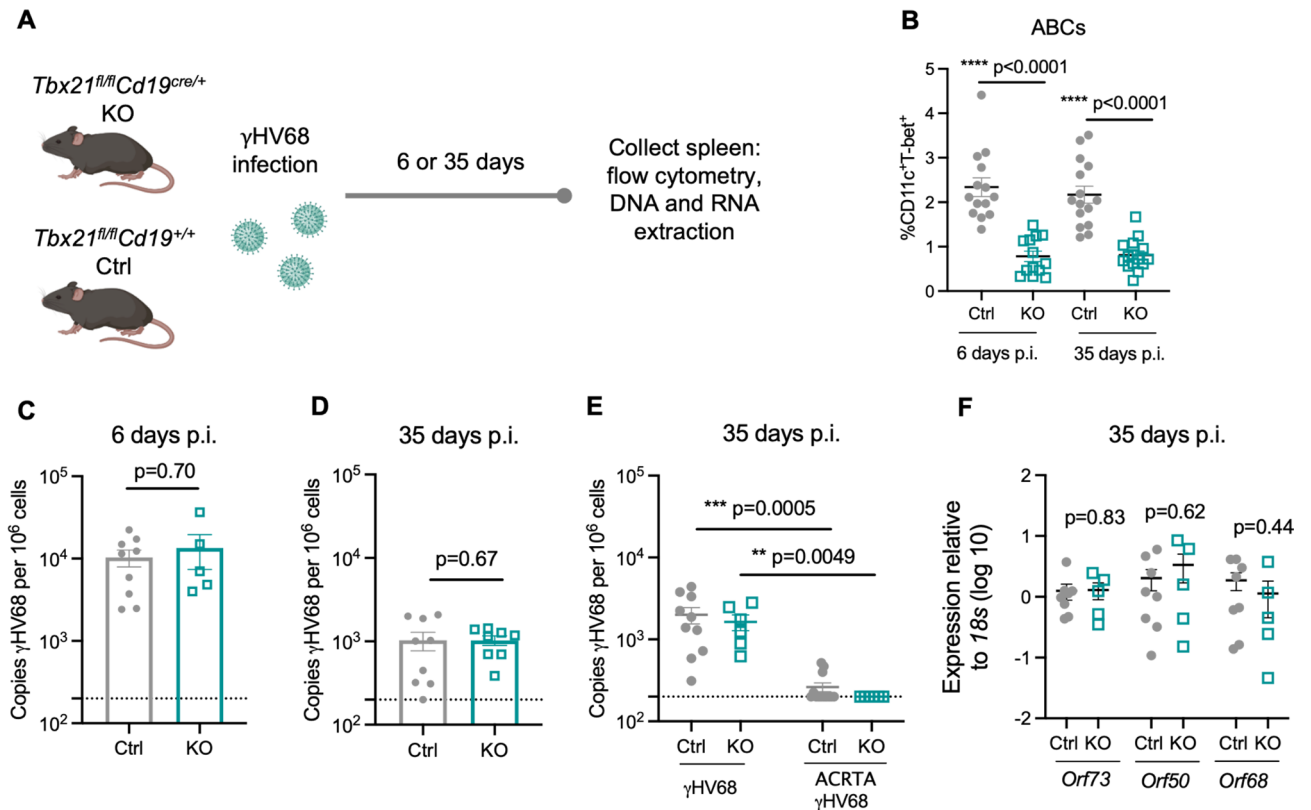 A
Tbx21fl/flCd19cre/+
KO
Tbx21fl/flCd19+/+
Ctrl
γHV68
infection
6 or 35 days
Collect spleen:
flow cytometry,
DNA and RNA
extraction
B
ABCs
%CD11c+T-bet+
5
4
3
2
1
0
**** p<0.0001
**** p<0.0001
Ctrl KO Ctrl KO
6 days p.i. 35 days p.i.
C
6 days p.i.
Copies γHV68 per 10^6 cells
10^5
10^4
10^3
10^2
p=0.70
Ctrl KO
D
35 days p.i.
Copies γHV68 per 10^6 cells
10^5
10^4
10^3
10^2
p=0.67
Ctrl KO
E
35 days p.i.
Copies γHV68 per 10^6 cells
10^5
10^4
10^3
10^2
*** p=0.0005
** p=0.0049
Ctrl KO Ctrl KO
γHV68 ACRTA
γHV68
F
35 days p.i.
Expression relative
to 18s (log 10)
2
1
0
-1
-2
p=0.83
p=0.62
p=0.44
Ctrl KO Ctrl KO Ctrl KO
Orf73 Orf50 Orf68